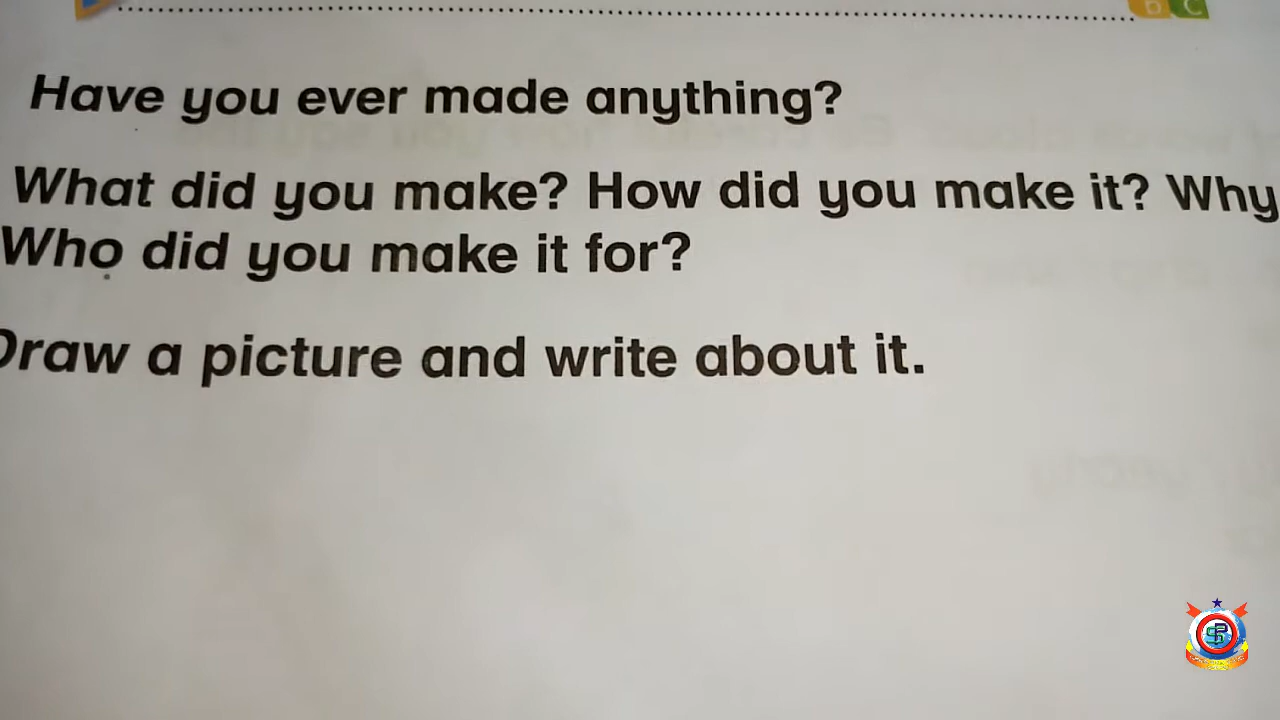 b c
Have you ever made anything?
What did you make? How did you make it? Why
Who did you make it for?
Draw a picture and write about it.